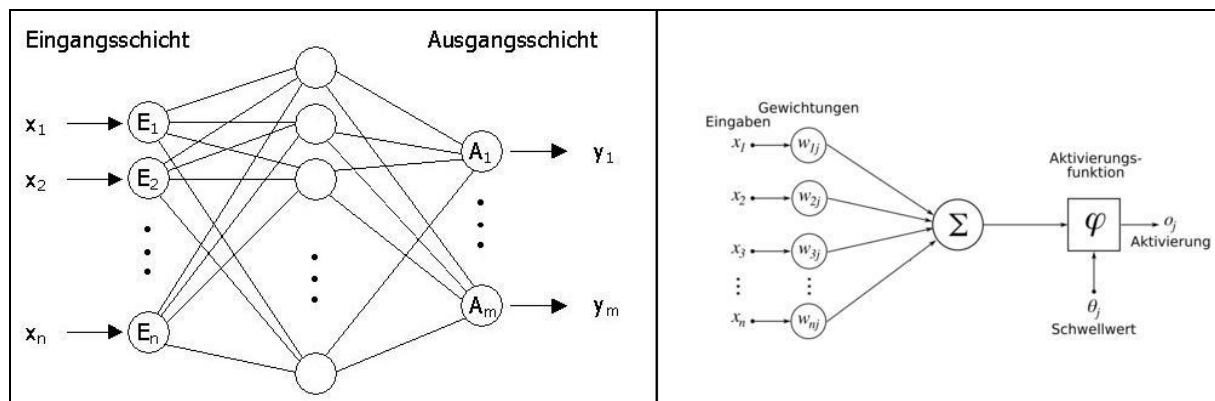 Eingangsschicht
Ausgangsschicht
x1
E1
A1
y1
x2
E2
xn
En
Am
ym
Gewichtungen
Eingaben
x1
w1j
x2
w2j
x3
w3j
xn
wnj
Σ
Aktivierungs-
funktion
φ
oj
Aktivierung
θj
Schwellwert